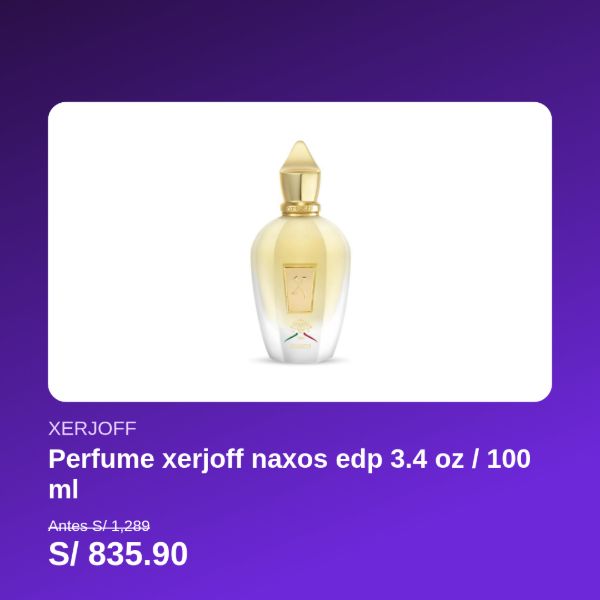 XERJOFF
Perfume xerjoff naxos edp 3.4 oz / 100
ml
Antes S/ 1,289
S/ 835.90